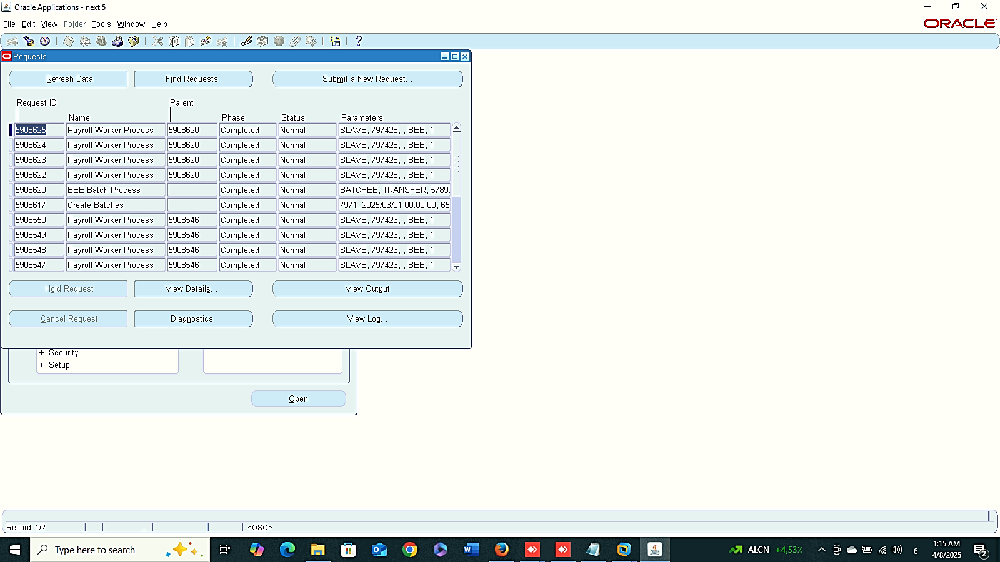 Oracle Applications - next 5
File Edit View Folder Tools Window Help
ORACLE
Requests
Refresh Data Find Requests Submit a New Request...
Request ID Parent
Name Phase Status Parameters
5908625 Payroll Worker Process 5908620 Completed Normal SLAVE, 797428, , BEE, 1
5908624 Payroll Worker Process 5908620 Completed Normal SLAVE, 797428, , BEE, 1
5908623 Payroll Worker Process 5908620 Completed Normal SLAVE, 797428, , BEE, 1
5908622 Payroll Worker Process 5908620 Completed Normal SLAVE, 797428, , BEE, 1
5908620 BEE Batch Process Completed Normal BATCHEE, TRANSFER, 5789
5908617 Create Batches Completed Normal 7971, 2025/03/01 00:00:00, 65
5908550 Payroll Worker Process 5908546 Completed Normal SLAVE, 797426, , BEE, 1
5908549 Payroll Worker Process 5908546 Completed Normal SLAVE, 797426, , BEE, 1
5908548 Payroll Worker Process 5908546 Completed Normal SLAVE, 797426, , BEE, 1
5908547 Payroll Worker Process 5908546 Completed Normal SLAVE, 797426, , BEE, 1
Hold Request View Details... View Output
Cancel Request Diagnostics View Log...
+ Security
+ Setup
Open
Record: 1/? ... <OSC>
Type here to search
ALCN +4,53%
ع
1:15 AM
4/8/2025
2